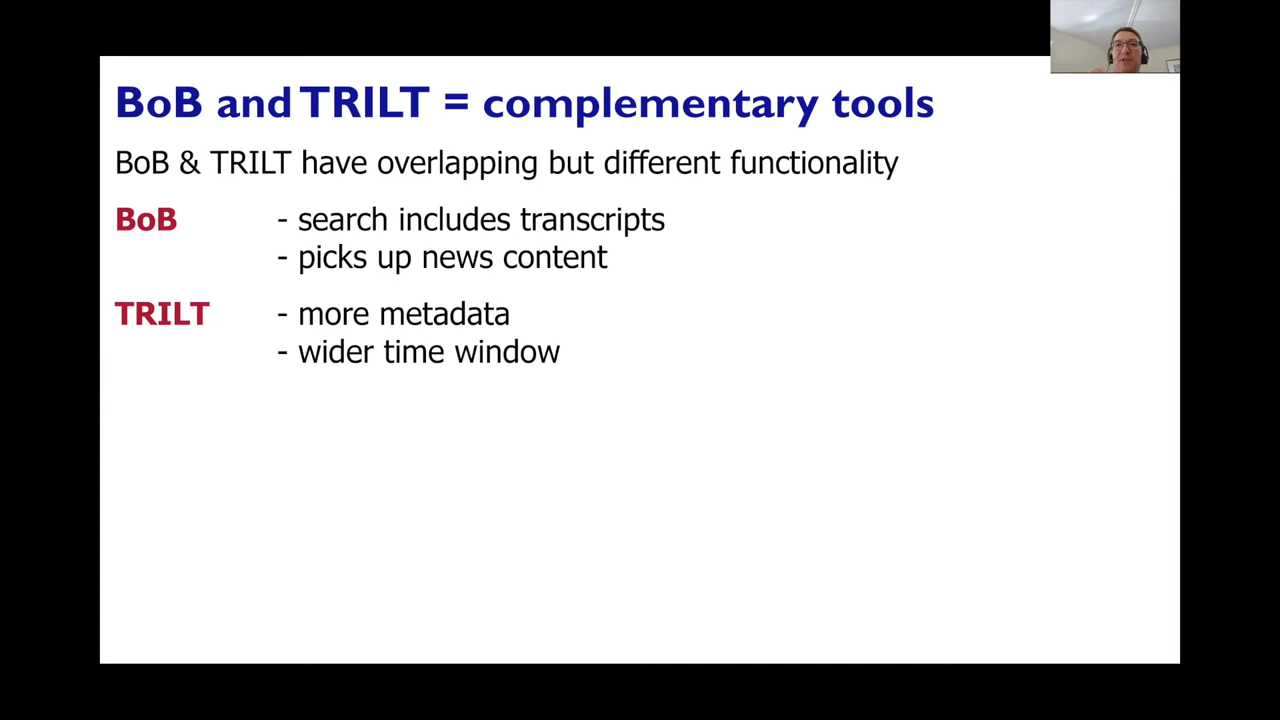 BoB and TRILT = complementary tools
BoB & TRILT have overlapping but different functionality
BoB - search includes transcripts
- picks up news content
TRILT - more metadata
- wider time window